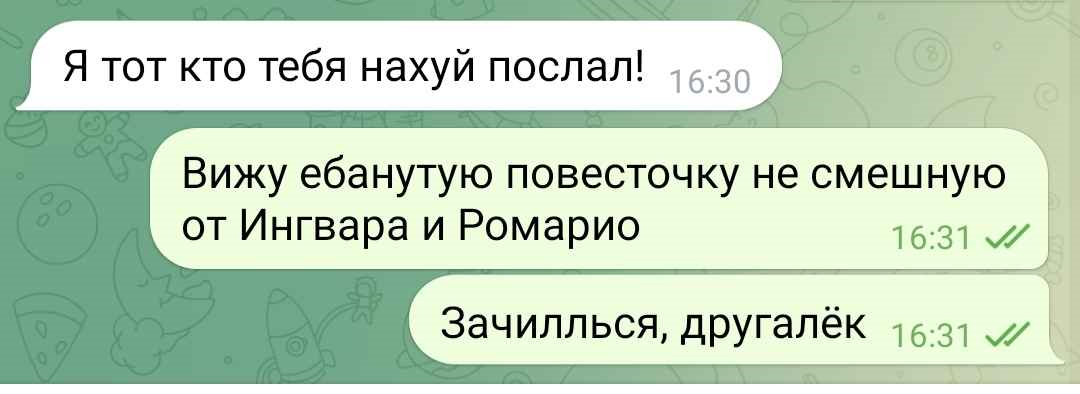 Я тот кто тебя нахуй послал! 16:30
Вижу ебанутую повесточку не смешную
от Ингвара и Ромарио 16:31
Зачиллься, другалёк 16:31